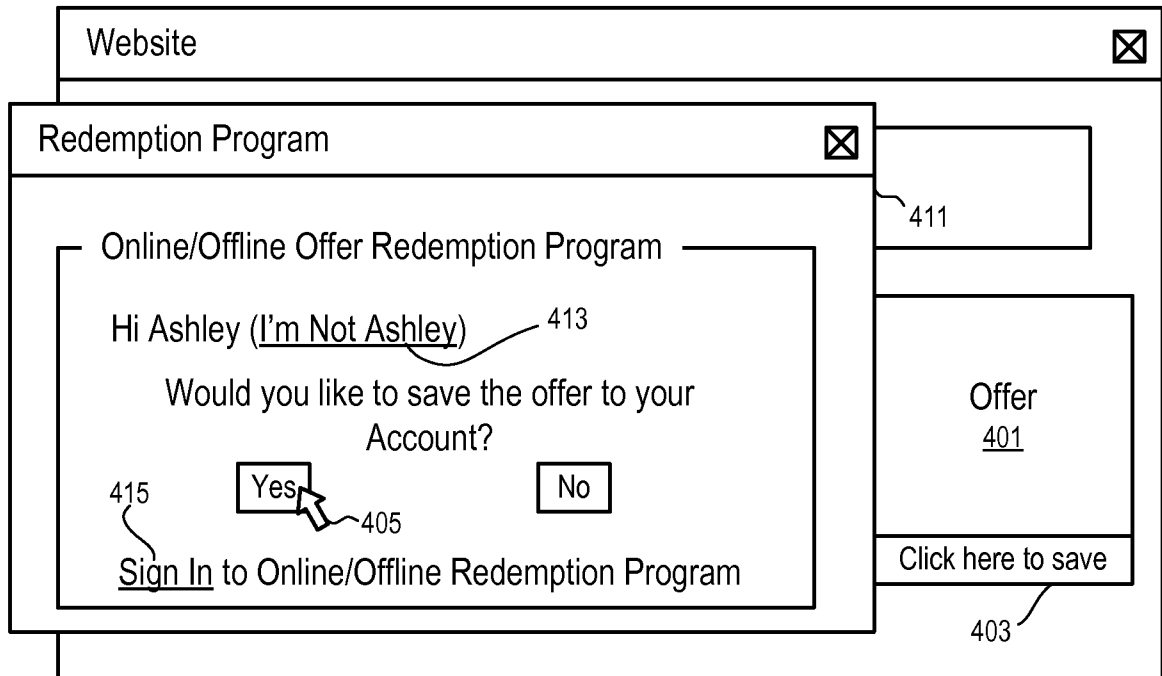 Website
Redemption Program
411
Online/Offline Offer Redemption Program
Hi Ashley (I'm Not Ashley)
413
Would you like to save the offer to your
Account?
Yes
No
405
415
Sign In to Online/Offline Redemption Program
Offer
401
Click here to save
403